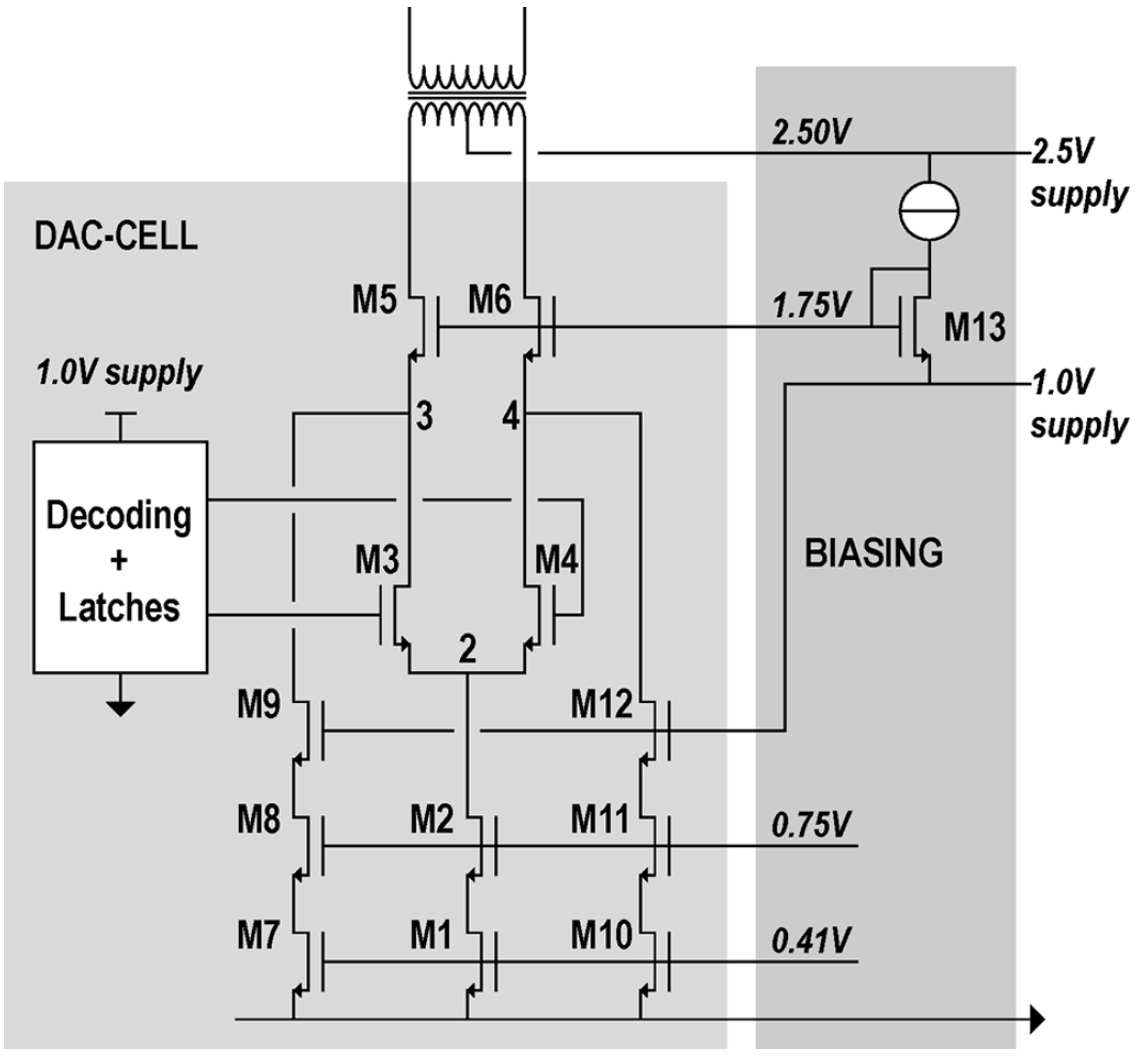 2.50V
2.5V
supply
DAC-CELL
M5
M6
1.75V
M13
1.0V supply
1.0V
supply
3
4
Decoding
+
Latches
M3
M4
BIASING
2
M9
M12
M8
M2
M11
0.75V
M7
M1
M10
0.41V